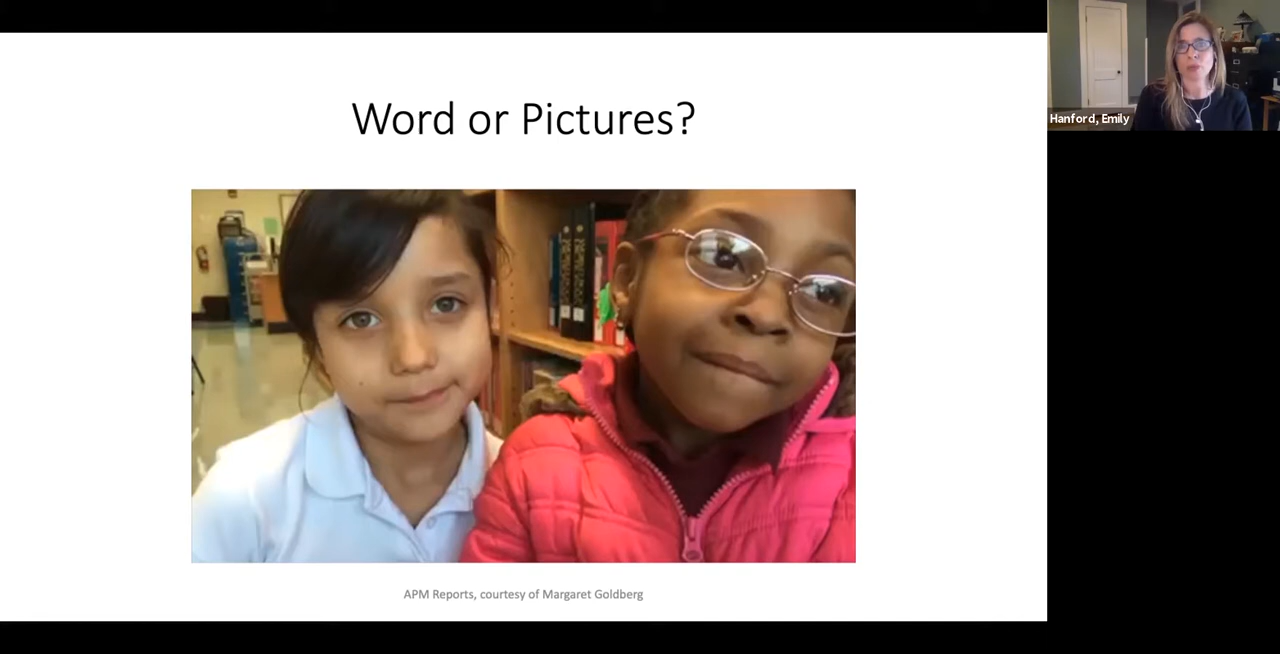 Word or Pictures?
APM Reports, courtesy of Margaret Goldberg
Hanford, Emily